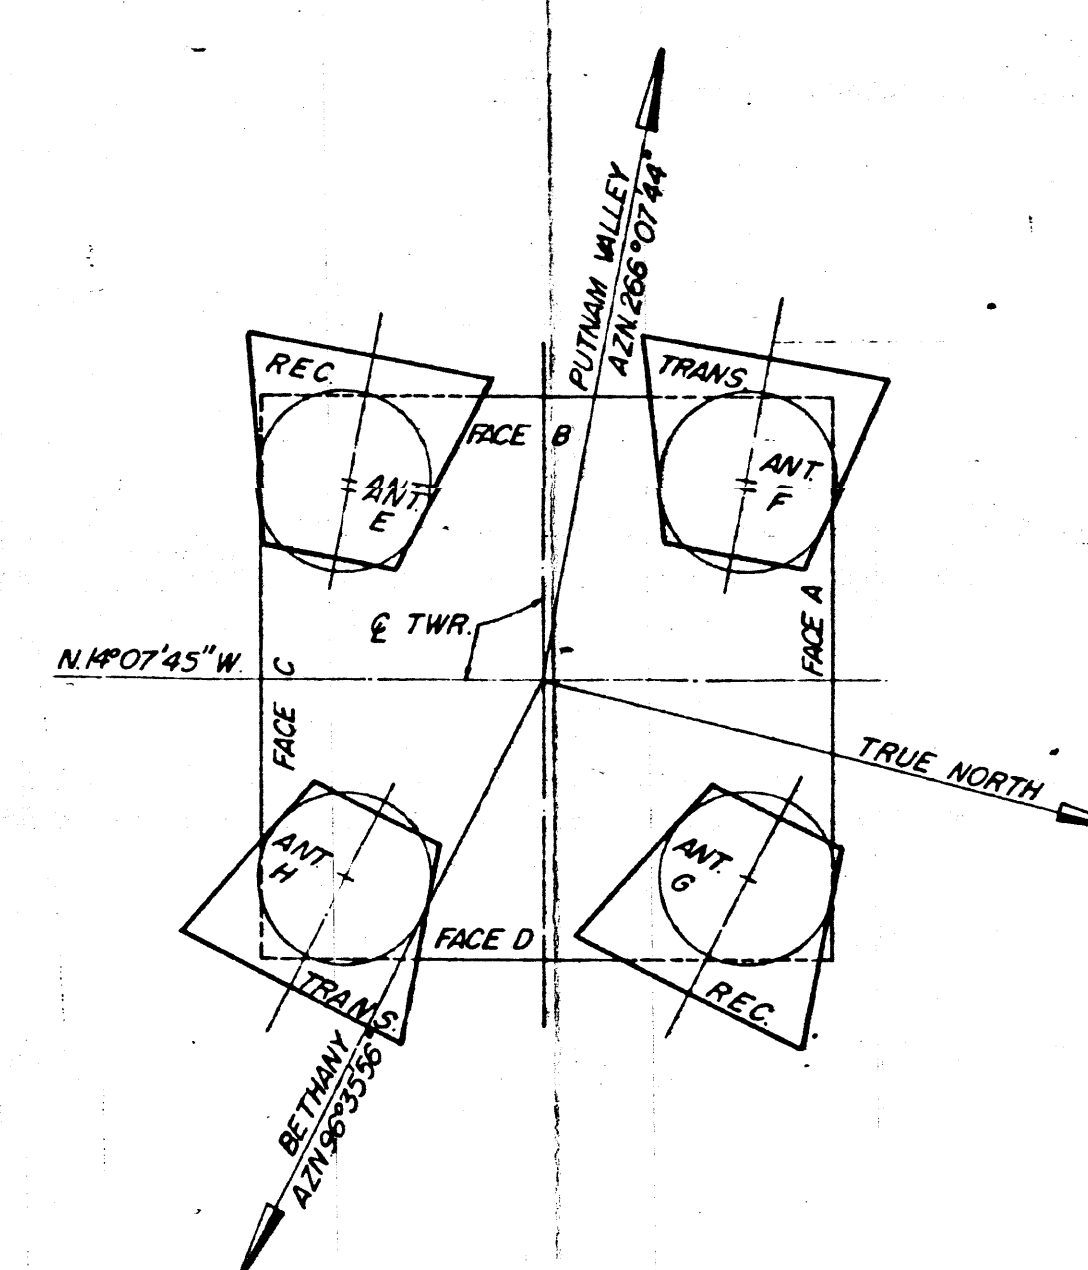 PUTNAM VALLEY
AZN. 266°07'44"
REC.
TRANS.
FACE B
ANT.
ANT.
E
ANT.
F
℄ TWR.
FACE A
N.14°07'45"W.
FACE C
TRUE NORTH
ANT.
H
ANT.
G
FACE D
TRANS.
REC.
BETHANY
AZN. 96°35'56"